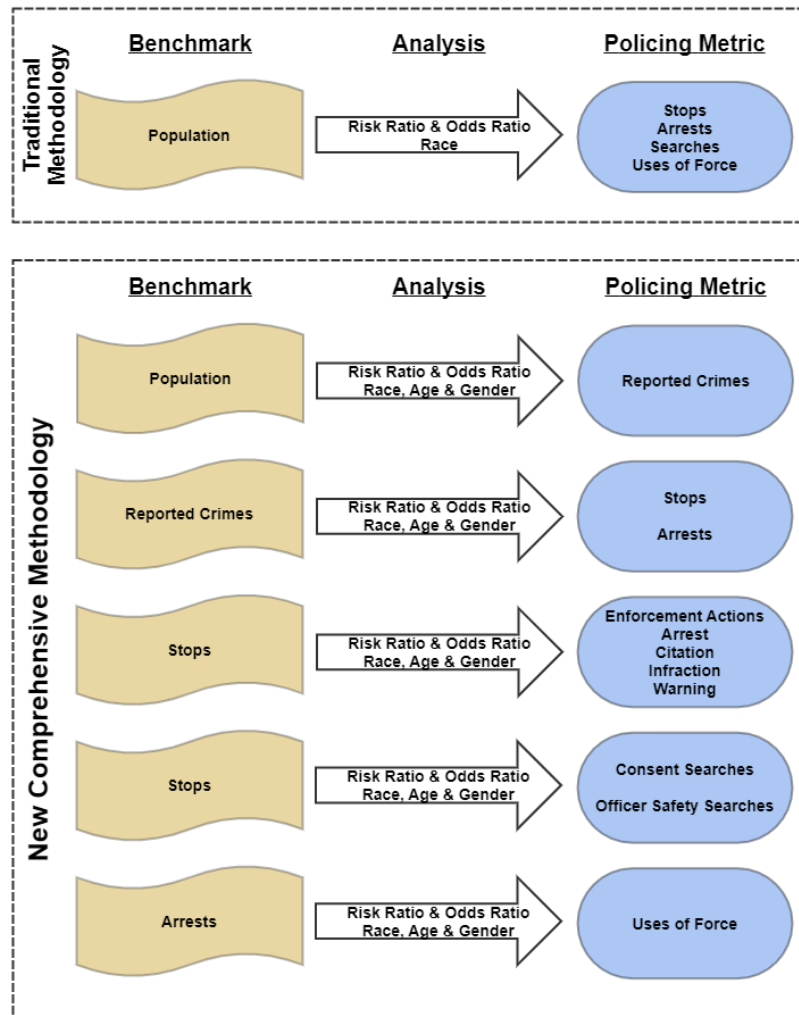 Traditional
Methodology
Benchmark
Analysis
Policing Metric
Population
Risk Ratio & Odds Ratio
Race
Stops
Arrests
Searches
Uses of Force
New Comprehensive Methodology
Benchmark
Analysis
Policing Metric
Population
Risk Ratio & Odds Ratio
Race, Age & Gender
Reported Crimes
Reported Crimes
Risk Ratio & Odds Ratio
Race, Age & Gender
Stops
Arrests
Stops
Risk Ratio & Odds Ratio
Race, Age & Gender
Enforcement Actions
Arrest
Citation
Infraction
Warning
Stops
Risk Ratio & Odds Ratio
Race, Age & Gender
Consent Searches
Officer Safety Searches
Arrests
Risk Ratio & Odds Ratio
Race, Age & Gender
Uses of Force